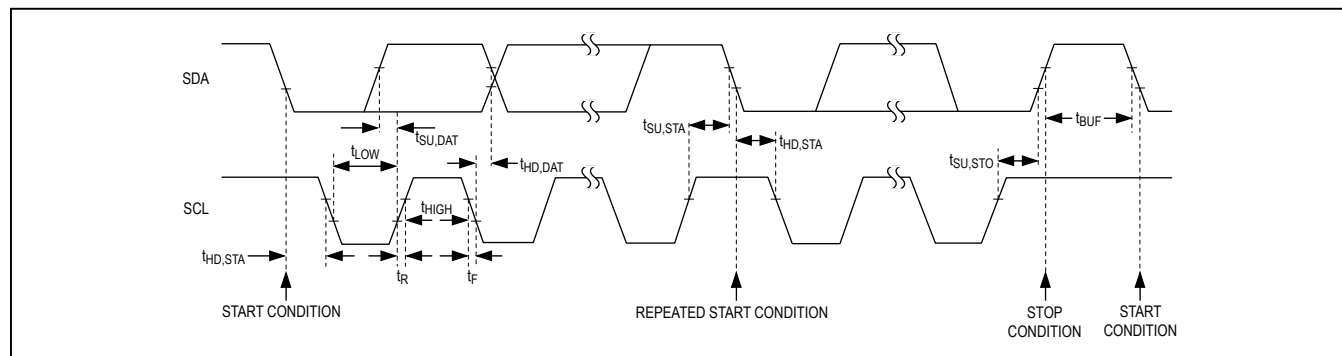 SDA
tSU,DAT
tLOW
tHD,DAT
tSU,STA
tHD,STA
tBUF
tSU,STO
SCL
tHIGH
tHD,STA
tR
tF
START CONDITION
REPEATED START CONDITION
STOP
CONDITION
START
CONDITION